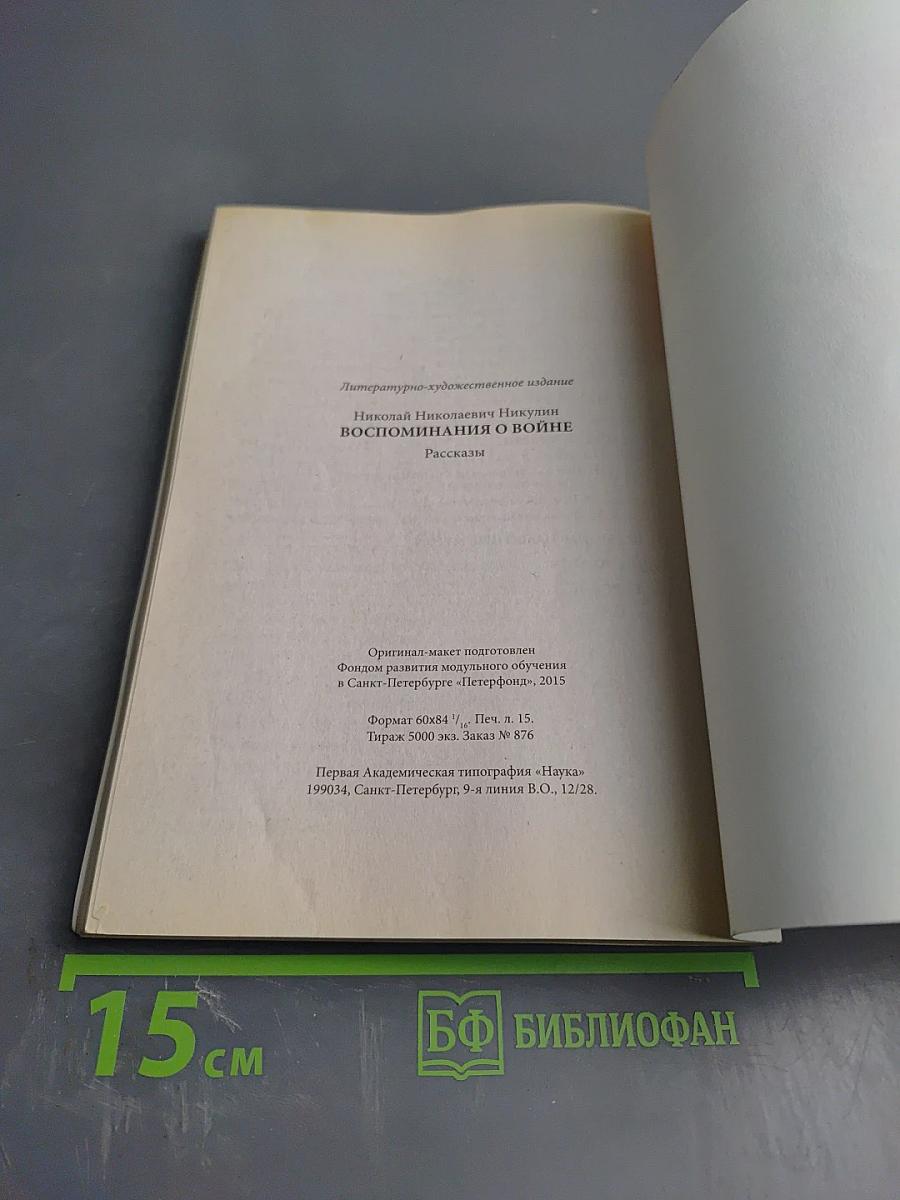 Литературно-художественное издание
Николай Николаевич Никулин
ВОСПОМИНАНИЯ О ВОЙНЕ
Рассказы
Оригинал-макет подготовлен
Фондом развития модульного обучения
в Санкт-Петербурге «Петерфонд», 2015
Формат 60х84 1/16. Печ. л. 15.
Тираж 5000 экз. Заказ № 876
Первая Академическая типография «Наука»
199034, Санкт-Петербург, 9-я линия В.О., 12/28.
15 см
БФ БИБЛИОФАН